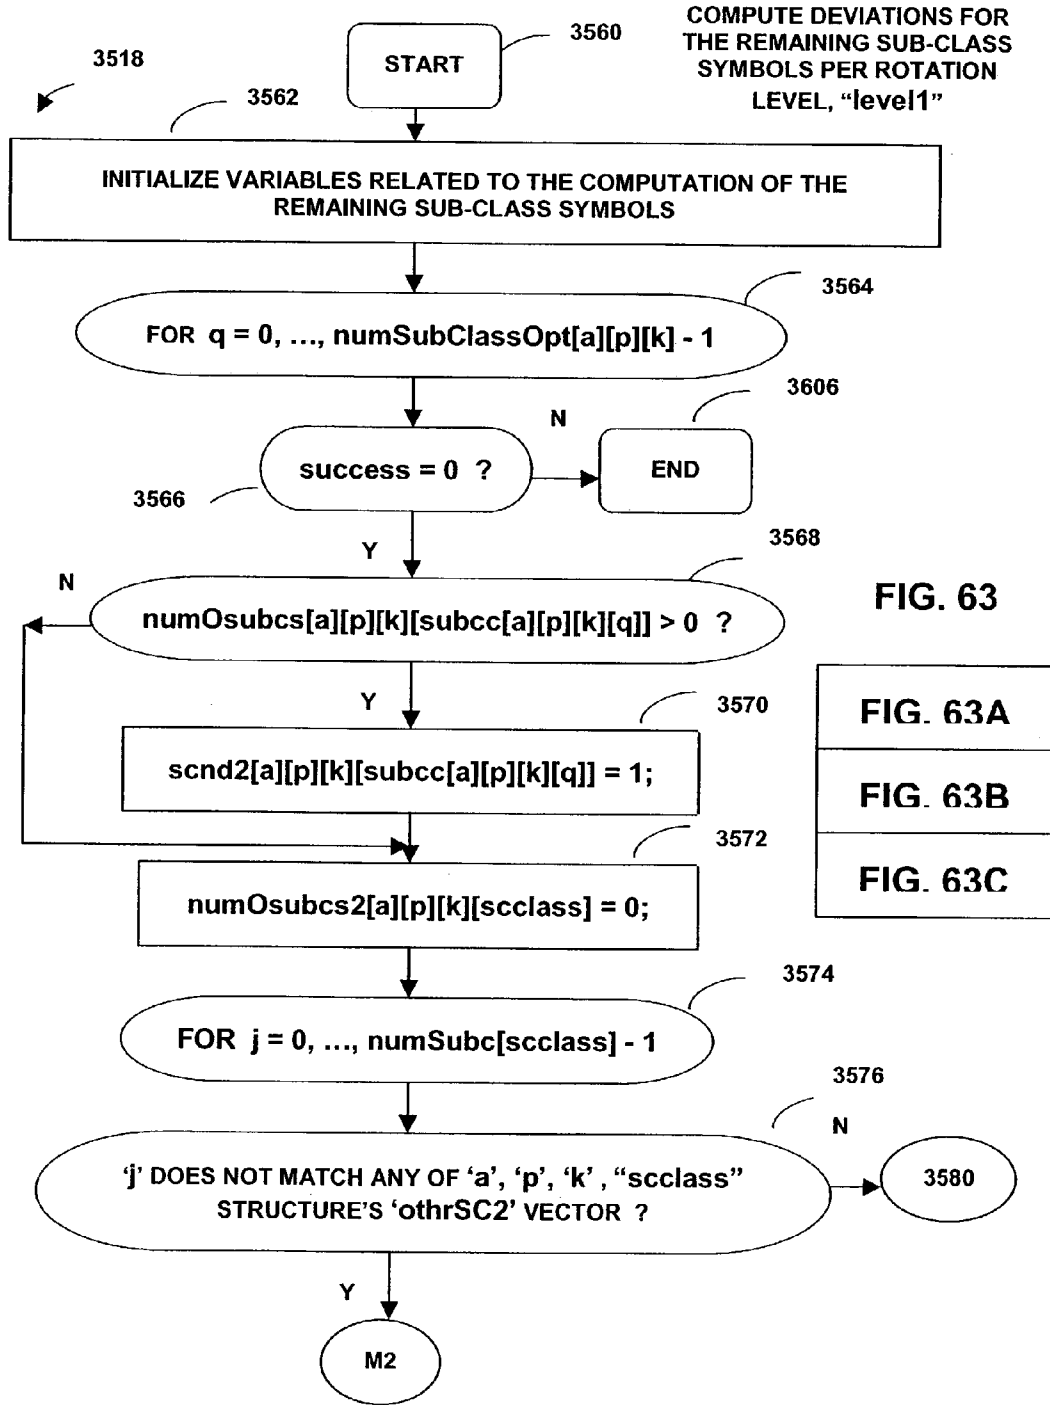 COMPUTE DEVIATIONS FOR
THE REMAINING SUB-CLASS
SYMBOLS PER ROTATION
LEVEL, “level1”
3560
START
3518
3562
INITIALIZE VARIABLES RELATED TO THE COMPUTATION OF THE
REMAINING SUB-CLASS SYMBOLS
3564
FOR q = 0, ..., numSubClassOpt[a][p][k] - 1
3606
N
success = 0 ?
END
3566
Y
3568
N
numOsubcs[a][p][k][subcc[a][p][k][q]] > 0 ?
FIG. 63
Y
3570
scnd2[a][p][k][subcc[a][p][k][q]] = 1;
3572
numOsubcs2[a][p][k][scclass] = 0;
FIG. 63A
FIG. 63B
FIG. 63C
3574
FOR j = 0, ..., numSubc[scclass] - 1
3576
N
‘j’ DOES NOT MATCH ANY OF ‘a’, ‘p’, ‘k’ , “scclass”
STRUCTURE’S ‘othrSC2’ VECTOR ?
3580
Y
M2